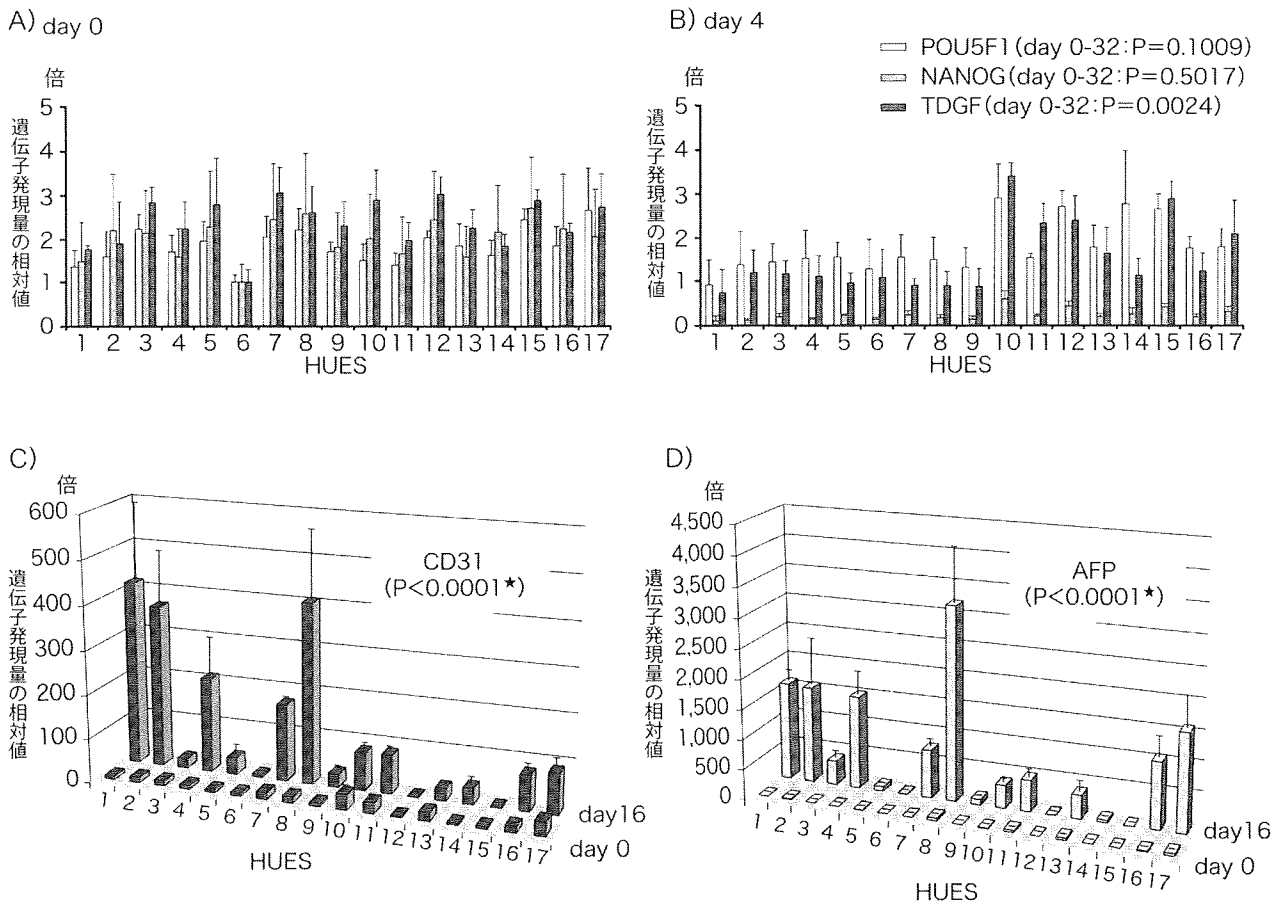 A) day 0
倍
遺伝子発現量の相対値
5
4
3
2
1
0
1 2 3 4 5 6 7 8 9 10 11 12 13 14 15 16 17
HUES
B) day 4
POU5F1(day 0-32:P=0.1009)
NANOG(day 0-32:P=0.5017)
TDGF(day 0-32:P=0.0024)
倍
遺伝子発現量の相対値
5
4
3
2
1
0
1 2 3 4 5 6 7 8 9 10 11 12 13 14 15 16 17
HUES
C)
倍
遺伝子発現量の相対値
600
500
400
300
200
100
0
CD31
(P<0.0001★)
1 2 3 4 5 6 7 8 9 10 11 12 13 14 15 16 17
day16
day 0
HUES
D)
倍
遺伝子発現量の相対値
4,500
4,000
3,500
3,000
2,500
2,000
1,500
1,000
500
0
AFP
(P<0.0001★)
1 2 3 4 5 6 7 8 9 10 11 12 13 14 15 16 17
day16
day 0
HUES